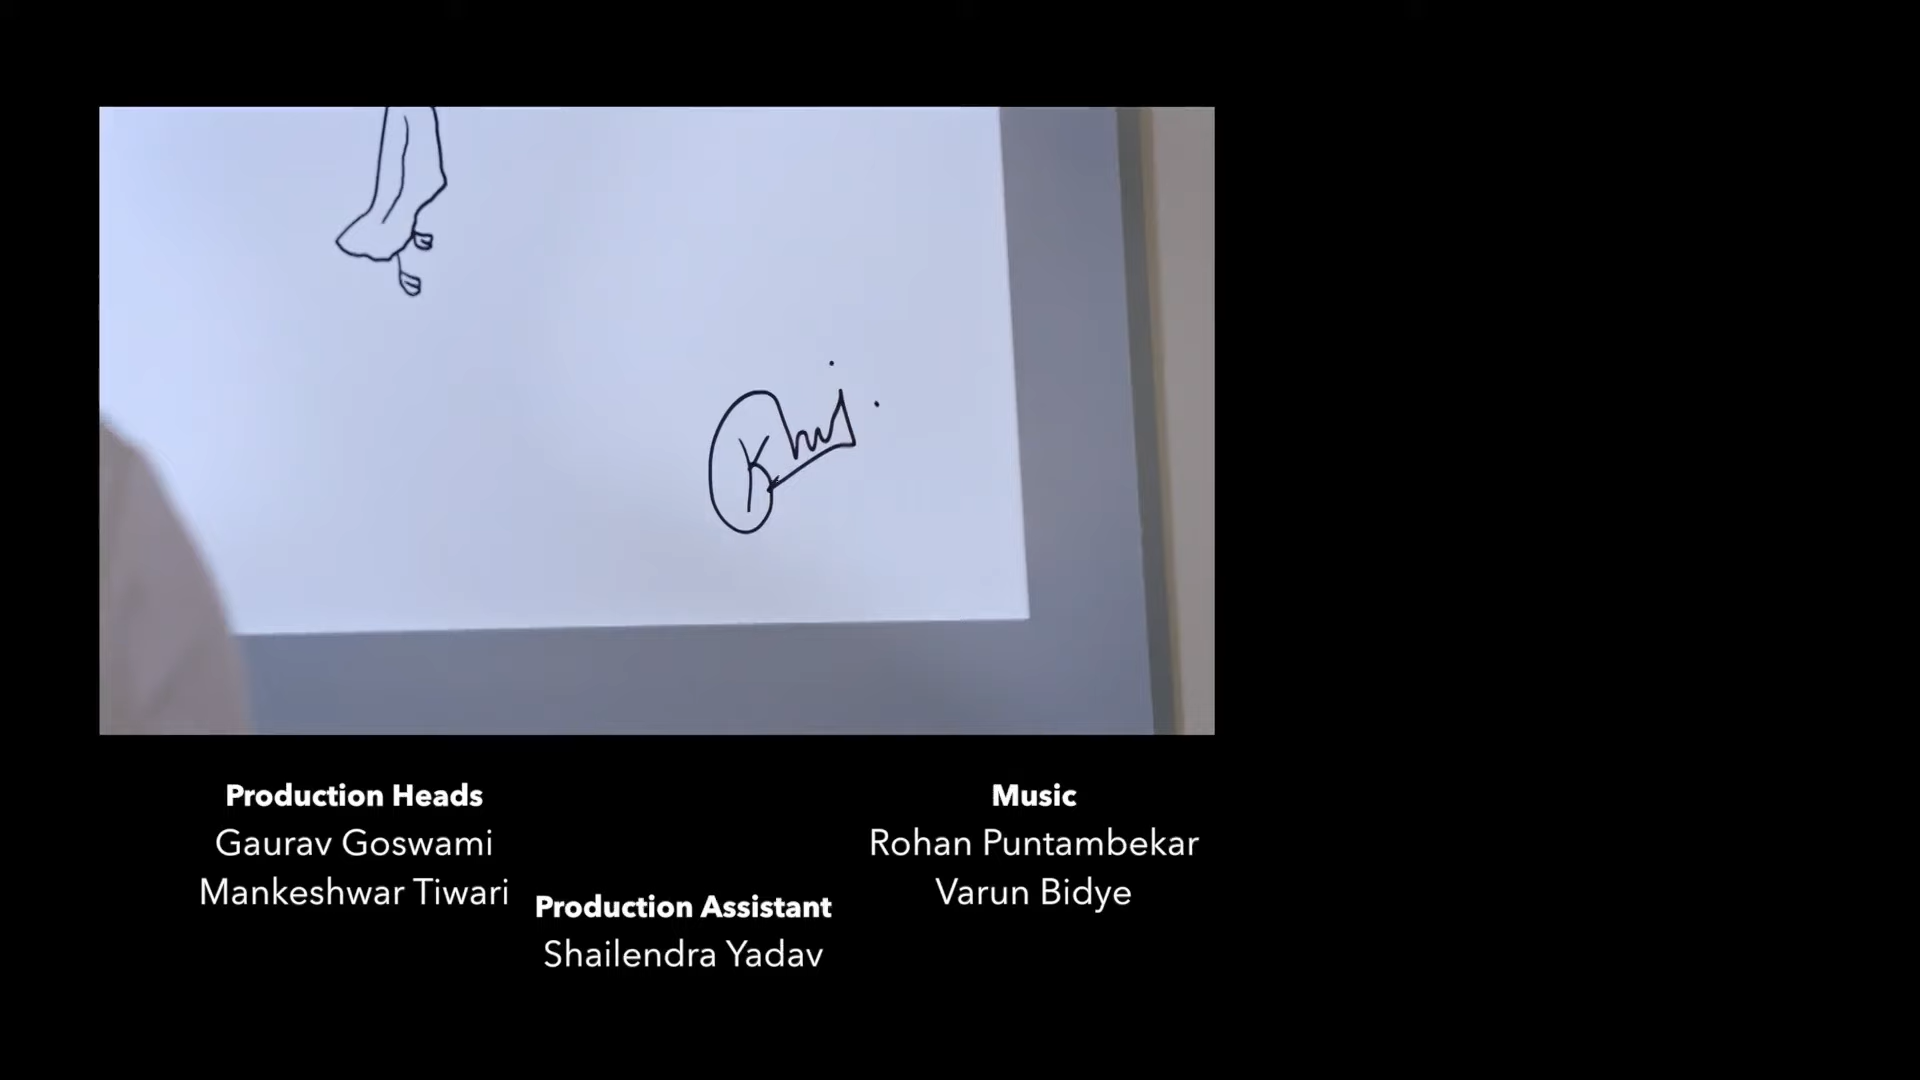 Production Heads
Gaurav Goswami
Mankeshwar Tiwari
Production Assistant
Shailendra Yadav
Music
Rohan Puntambekar
Varun Bidye